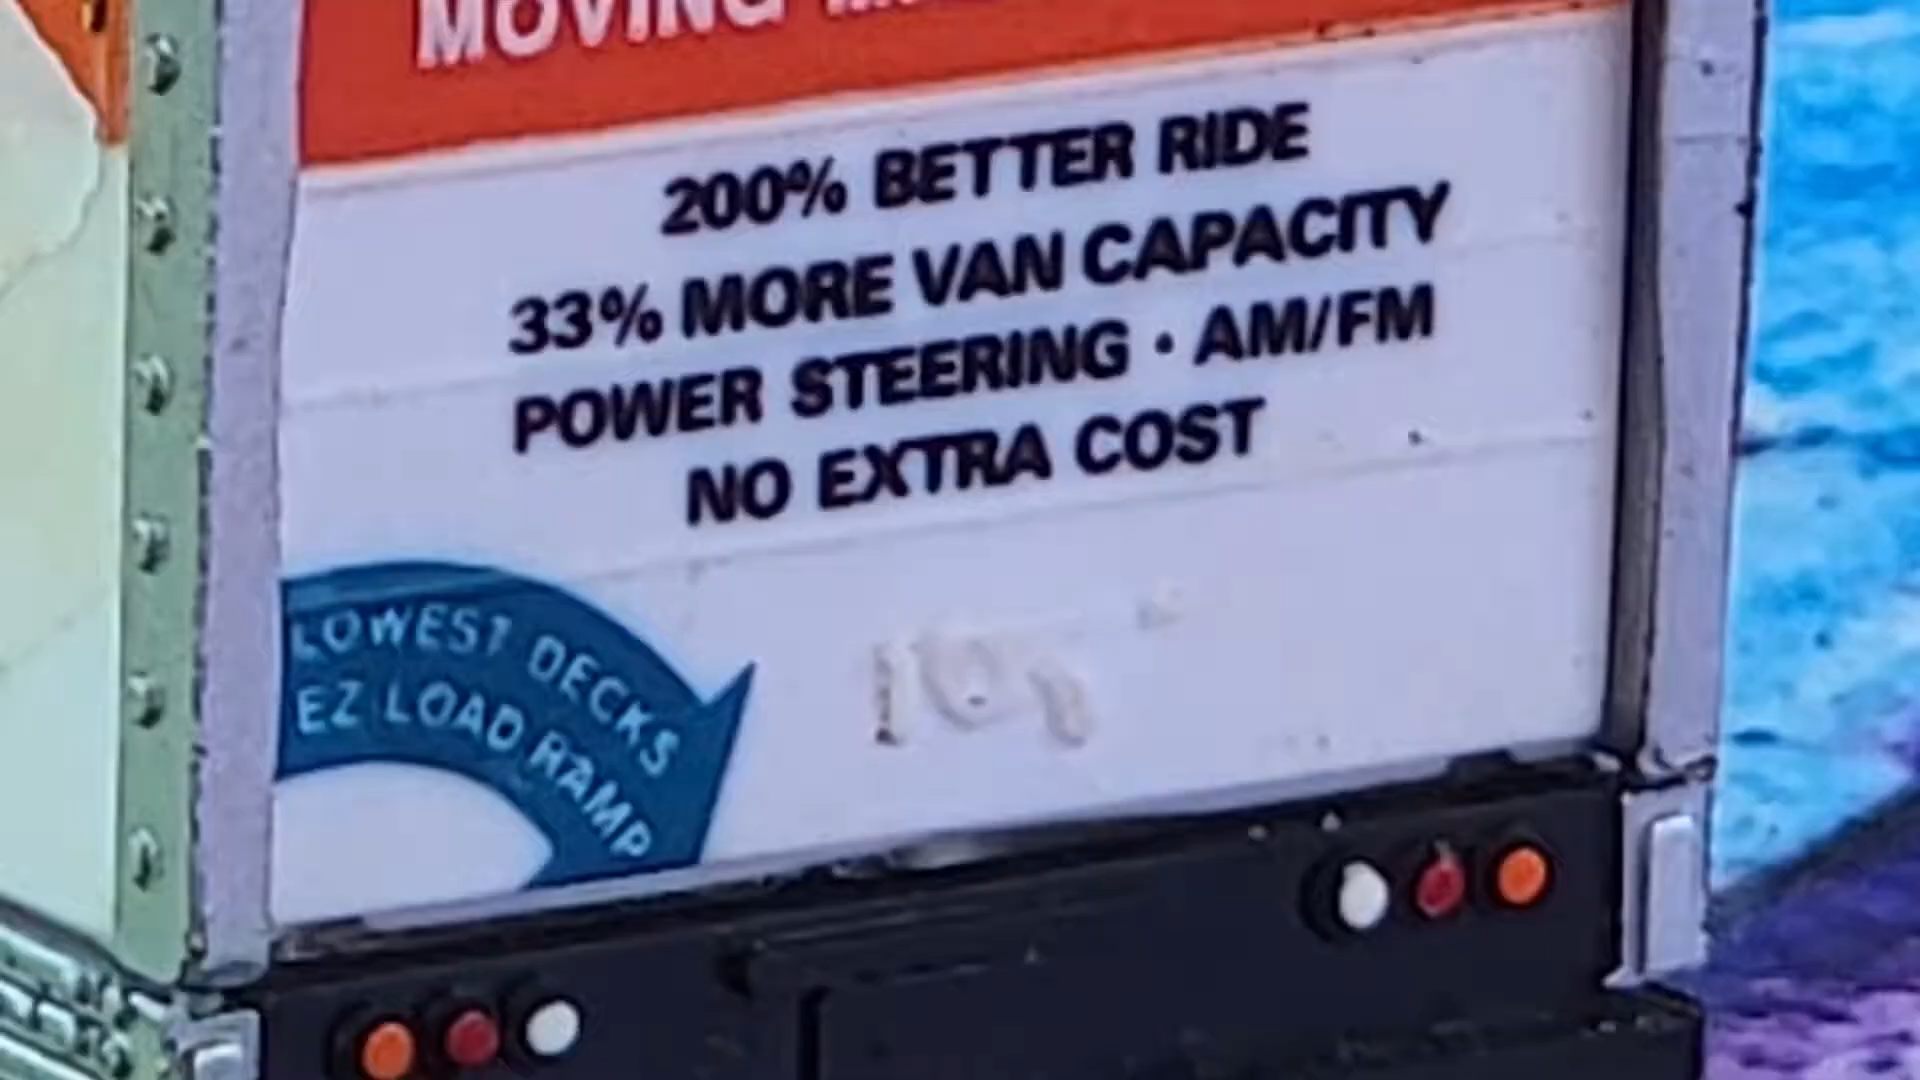 MOVING
200% BETTER RIDE
33% MORE VAN CAPACITY
POWER STEERING · AM/FM
NO EXTRA COST
LOWEST DECKS
EZ LOAD RAMP